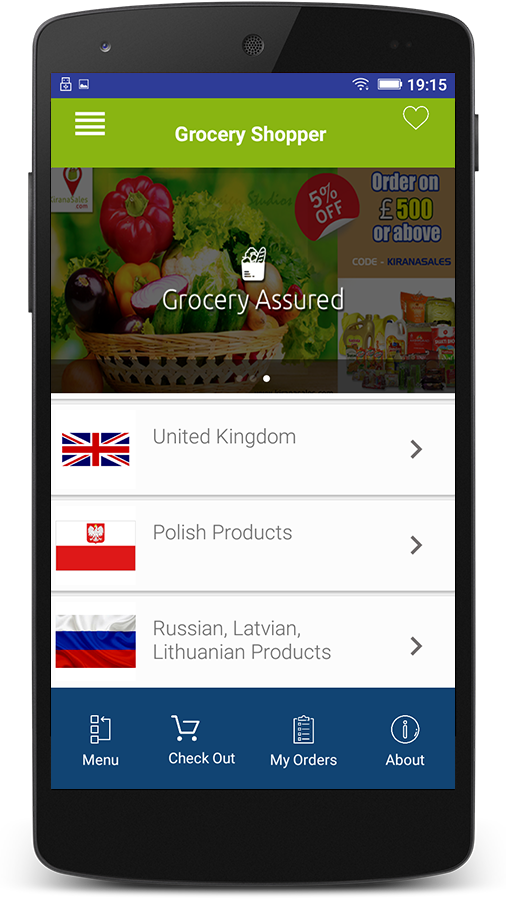 19:15
Grocery Shopper
KiranaSales
.com
5%
OFF
Order on
£500
or above
CODE - KIRANASALES
Grocery Assured
United Kingdom
Polish Products
Russian, Latvian,
Lithuanian Products
Menu
Check Out
My Orders
About